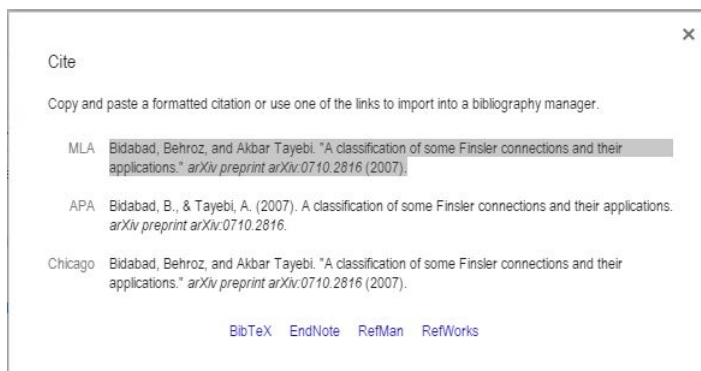 ×
Cite
Copy and paste a formatted citation or use one of the links to import into a bibliography manager.
MLA Bidabad, Behroz, and Akbar Tayebi. "A classification of some Finsler connections and their
applications." arXiv preprint arXiv:0710.2816 (2007).
APA Bidabad, B., & Tayebi, A. (2007). A classification of some Finsler connections and their applications.
arXiv preprint arXiv:0710.2816.
Chicago Bidabad, Behroz, and Akbar Tayebi. "A classification of some Finsler connections and their
applications." arXiv preprint arXiv:0710.2816 (2007).
BibTeX EndNote RefMan RefWorks